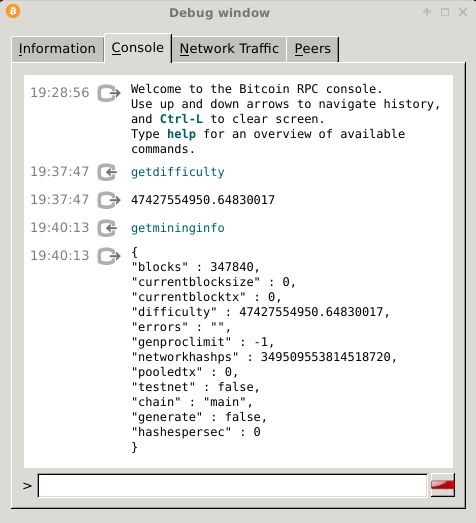 Debug window
Information Console Network Traffic Peers
19:28:56 Welcome to the Bitcoin RPC console.
Use up and down arrows to navigate history,
and Ctrl-L to clear screen.
Type help for an overview of available
commands.
19:37:47 getdifficulty
19:37:47 47427554950.64830017
19:40:13 getmininginfo
19:40:13 {
"blocks" : 347840,
"currentblocksize" : 0,
"currentblocktx" : 0,
"difficulty" : 47427554950.64830017,
"errors" : "",
"genproclimit" : -1,
"networkhashps" : 349509553814518720,
"pooledtx" : 0,
"testnet" : false,
"chain" : "main",
"generate" : false,
"hashespersec" : 0
}
>